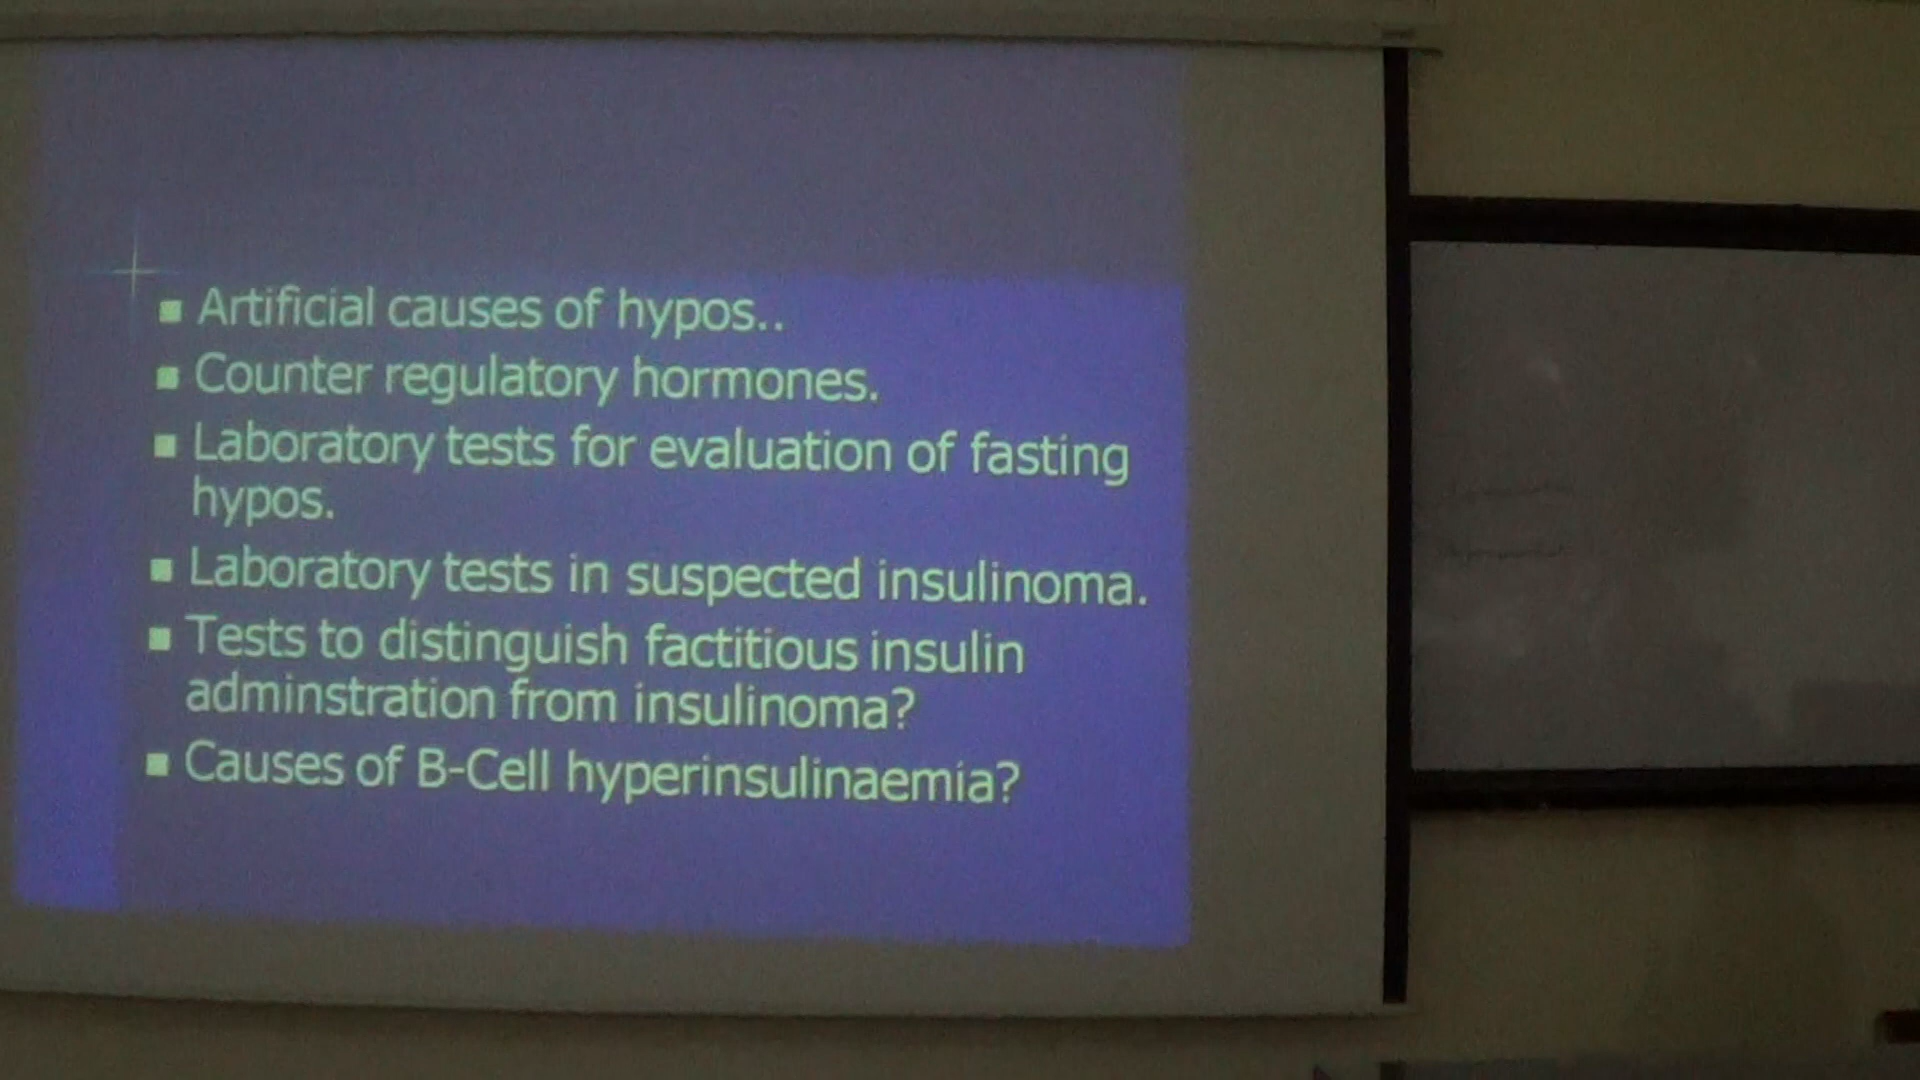 ▪ Artificial causes of hypos..
▪ Counter regulatory hormones.
▪ Laboratory tests for evaluation of fasting
hypos.
▪ Laboratory tests in suspected insulinoma.
▪ Tests to distinguish factitious insulin
adminstration from insulinoma?
▪ Causes of B-Cell hyperinsulinaemia?